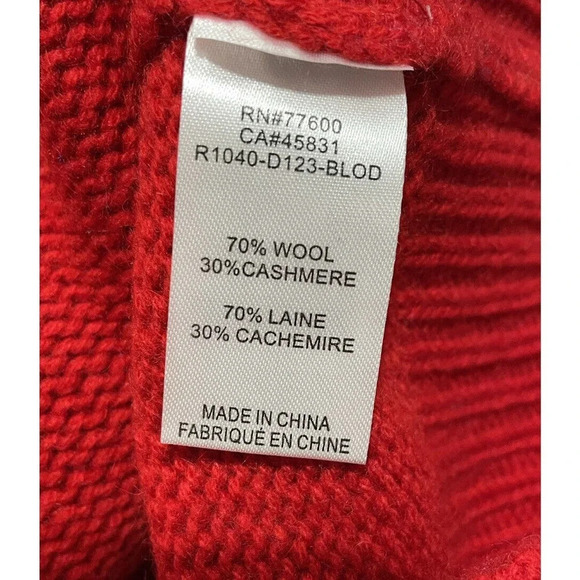 RN#77600
CA#45831
R1040-D123-BLOD
70% WOOL
30%CASHMERE
70% LAINE
30% CACHEMIRE
MADE IN CHINA
FABRIQUÉ EN CHINE